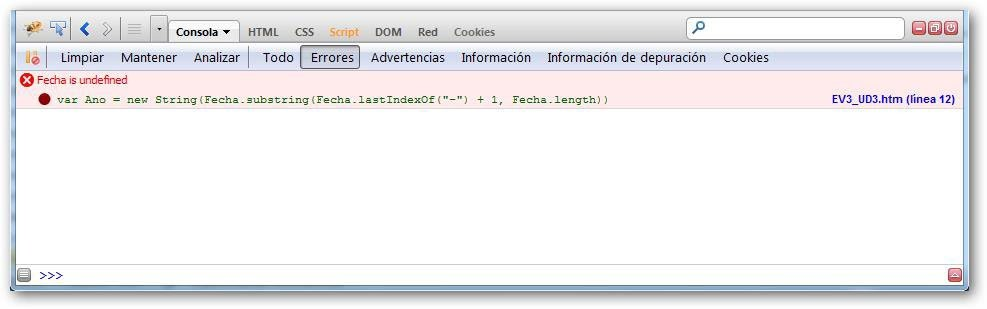 Consola HTML CSS Script DOM Red Cookies
Limpiar Mantener Analizar Todo Errores Advertencias Información Información de depuración Cookies
Fecha is undefined
var Ano = new String(Fecha.substring(Fecha.lastIndexOf("-") + 1, Fecha.length)) EV3_UD3.htm (línea 12)
>>>